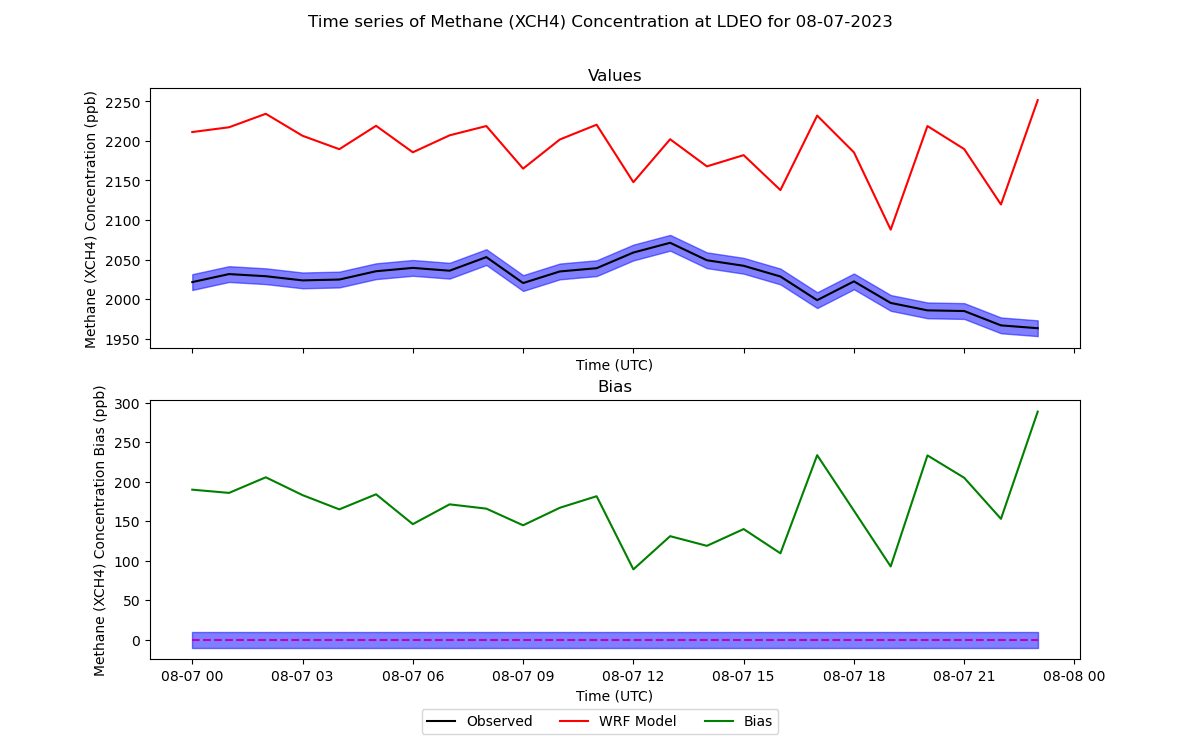 Time series of Methane (XCH4) Concentration at LDEO for 08-07-2023
Values
Methane (XCH4) Concentration (ppb)
2250
2200
2150
2100
2050
2000
1950
Time (UTC)
Bias
Methane (XCH4) Concentration Bias (ppb)
300
250
200
150
100
50
0
08-07 00 08-07 03 08-07 06 08-07 09 08-07 12 08-07 15 08-07 18 08-07 21 08-08 00
Time (UTC)
Observed WRF Model Bias